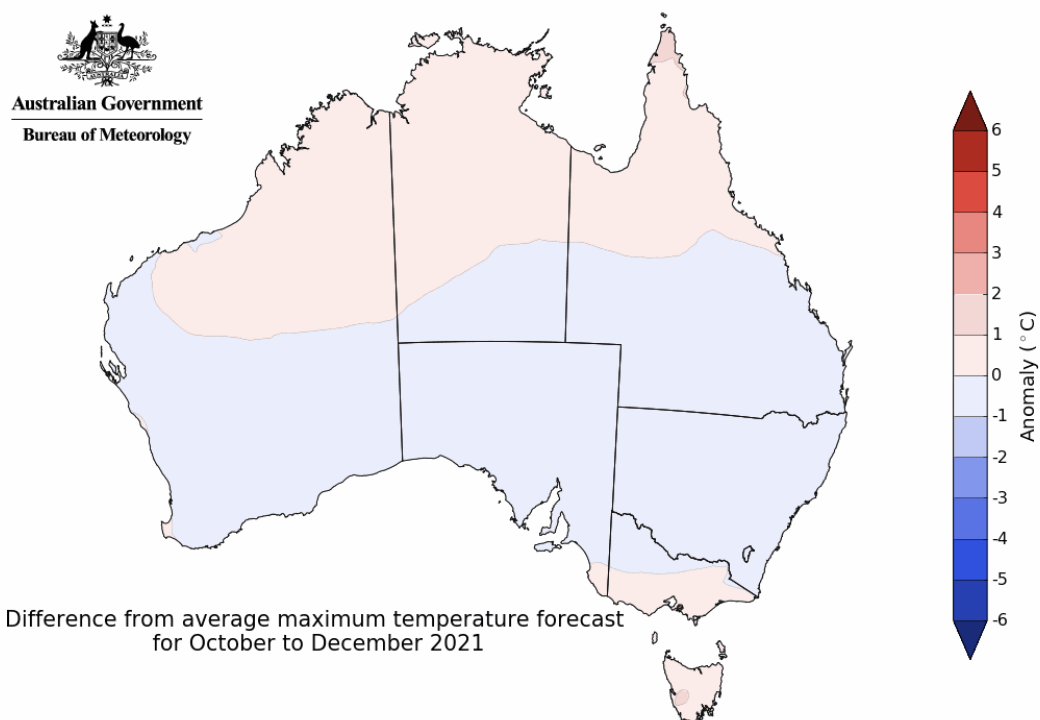 Australian Government
Bureau of Meteorology
6
5
4
3
2
1
0
-1
-2
-3
-4
-5
-6
Anomaly (°C)
Difference from average maximum temperature forecast
for October to December 2021